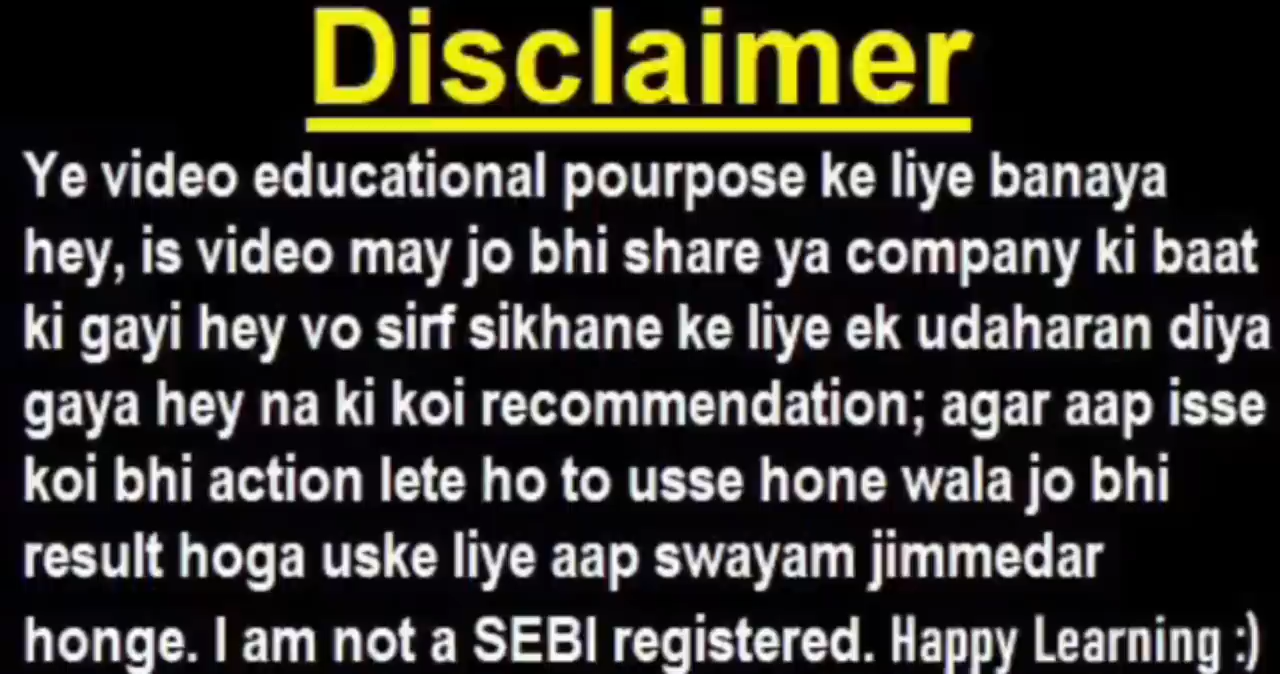 Disclaimer
Ye video educational pourpose ke liye banaya
hey, is video may jo bhi share ya company ki baat
ki gayi hey vo sirf sikhane ke liye ek udaharan diya
gaya hey na ki koi recommendation; agar aap isse
koi bhi action lete ho to usse hone wala jo bhi
result hoga uske liye aap swayam jimmedar
honge. I am not a SEBI registered. Happy Learning :)